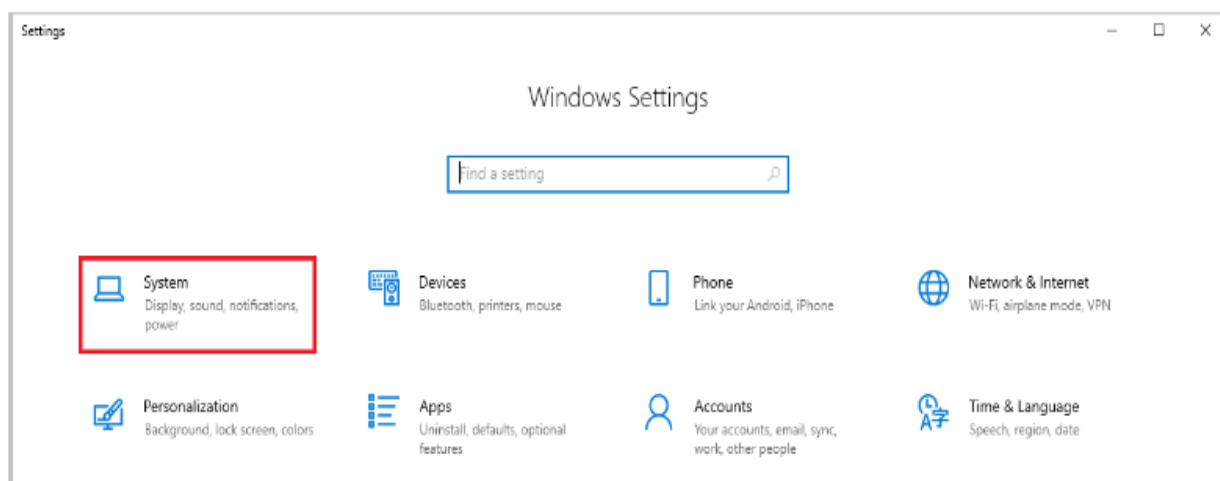 Settings
Windows Settings
Find a setting
System
Display, sound, notifications,
power
Devices
Bluetooth, printers, mouse
Phone
Link your Android, iPhone
Network & Internet
Wi-Fi, airplane mode, VPN
Personalization
Background, lock screen, colors
Apps
Uninstall, defaults, optional
features
Accounts
Your accounts, email, sync,
work, other people
Time & Language
Speech, region, date